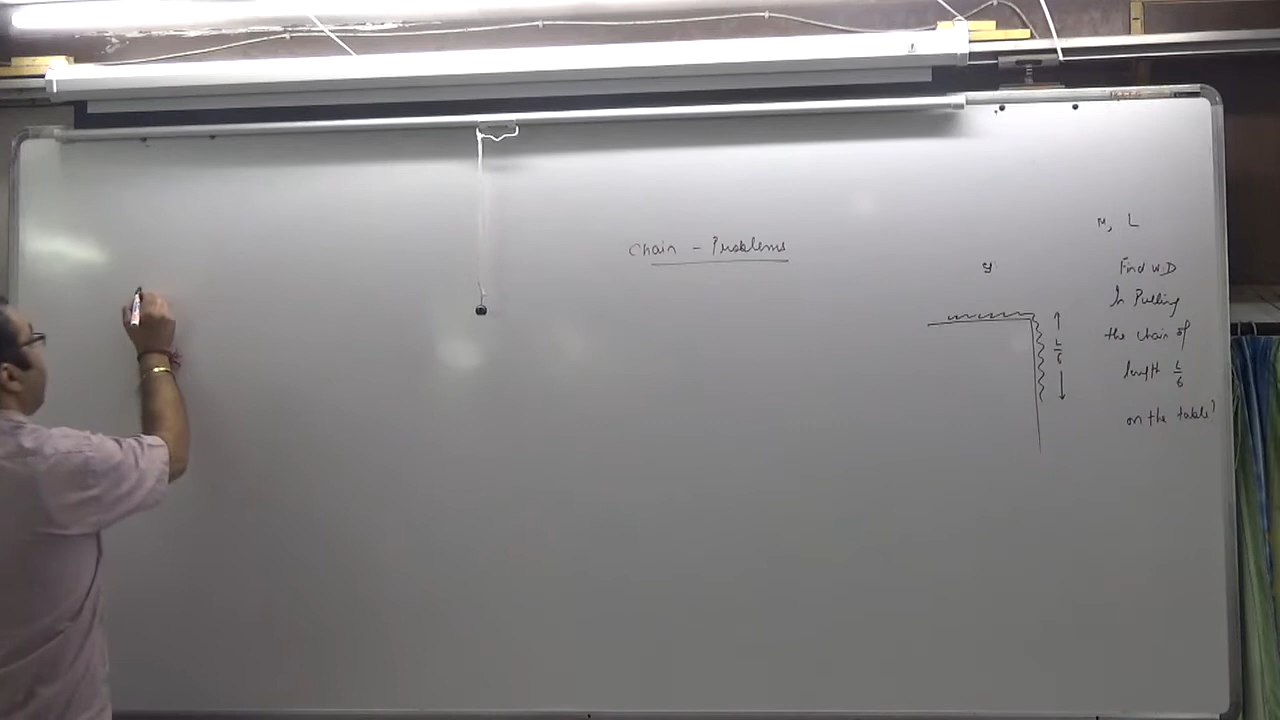 Chain - Problems
M, L
Find W.D
In Pulling
the chain of
length L/6
on the table?
L/6